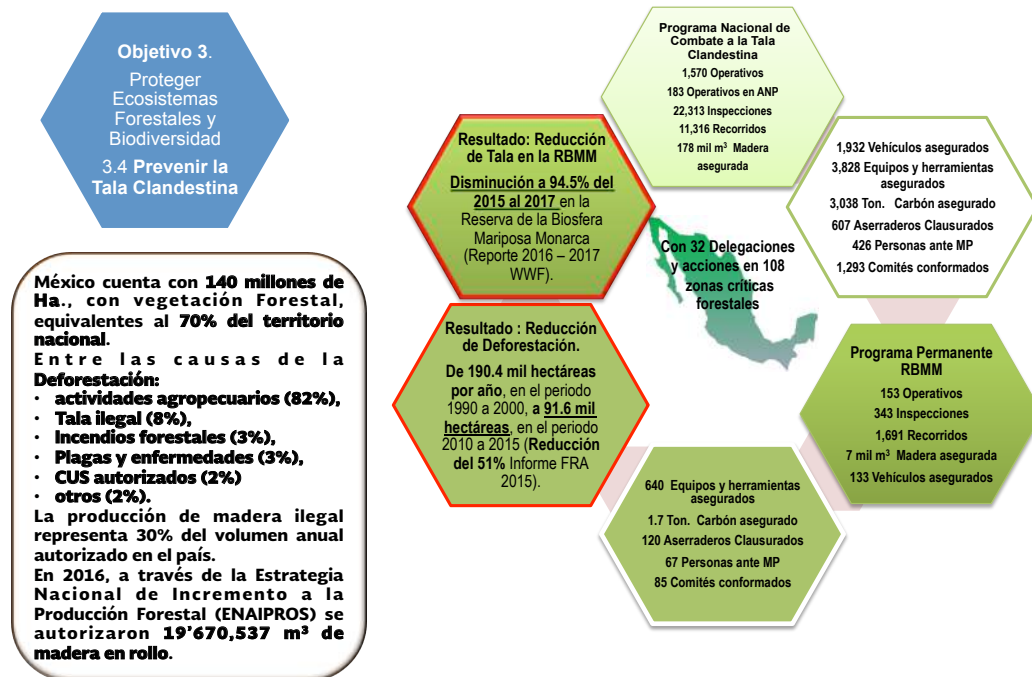 Objetivo 3.
Proteger
Ecosistemas
Forestales y
Biodiversidad
3.4 Prevenir la
Tala Clandestina
México cuenta con 140 millones de
Ha., con vegetación Forestal,
equivalentes al 70% del territorio
nacional.
Entre las causas de la
Deforestación:
• actividades agropecuarios (82%),
• Tala ilegal (8%),
• Incendios forestales (3%),
• Plagas y enfermedades (3%),
• CUS autorizados (2%)
• otros (2%).
La producción de madera ilegal
representa 30% del volumen anual
autorizado en el país.
En 2016, a través de la Estrategia
Nacional de Incremento a la
Producción Forestal (ENAIPROS) se
autorizaron 19'670,537 m³ de
madera en rollo.
Programa Nacional de
Combate a la Tala
Clandestina
1,570 Operativos
183 Operativos en ANP
22,313 Inspecciones
11,316 Recorridos
178 mil m³ Madera
asegurada
1,932 Vehículos asegurados
3,828 Equipos y herramientas
asegurados
3,038 Ton. Carbón asegurado
607 Aserraderos Clausurados
426 Personas ante MP
1,293 Comités conformados
Programa Permanente
RBMM
153 Operativos
343 Inspecciones
1,691 Recorridos
7 mil m³ Madera asegurada
133 Vehículos asegurados
640 Equipos y herramientas
asegurados
1.7 Ton. Carbón asegurado
120 Aserraderos Clausurados
67 Personas ante MP
85 Comités conformados
Resultado : Reducción
de Deforestación.
De 190.4 mil hectáreas
por año, en el periodo
1990 a 2000, a 91.6 mil
hectáreas, en el periodo
2010 a 2015 (Reducción
del 51% Informe FRA
2015).
Resultado: Reducción
de Tala en la RBMM
Disminución a 94.5% del
2015 al 2017 en la
Reserva de la Biosfera
Mariposa Monarca
(Reporte 2016 – 2017
WWF).
Con 32 Delegaciones
y acciones en 108
zonas críticas
forestales